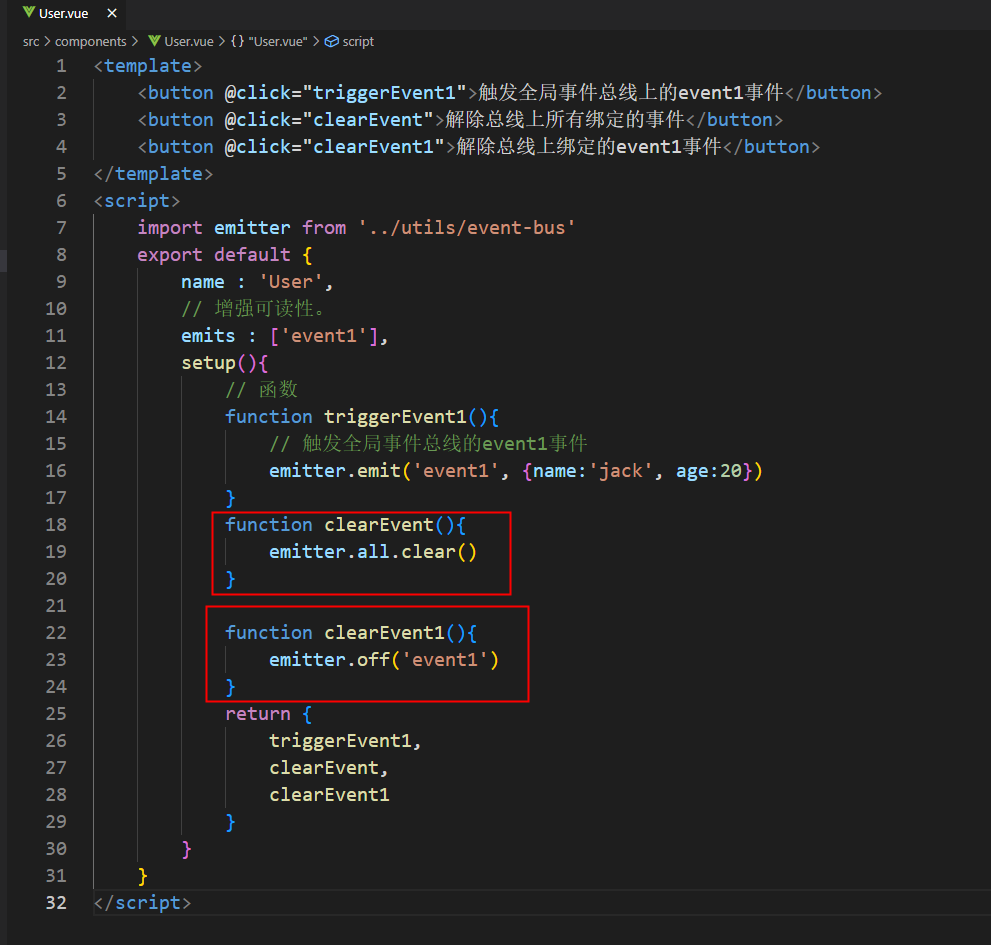 User.vue ×
src > components > User.vue > {} "User.vue" > script
1 <template>
2     <button @click="triggerEvent1">触发全局事件总线上的event1事件</button>
3     <button @click="clearEvent">解除总线上所有绑定的事件</button>
4     <button @click="clearEvent1">解除总线上绑定的event1事件</button>
5 </template>
6 <script>
7     import emitter from '../utils/event-bus'
8     export default {
9         name : 'User',
10         // 增强可读性。
11         emits : ['event1'],
12         setup(){
13             // 函数
14             function triggerEvent1(){
15                 // 触发全局事件总线的event1事件
16                 emitter.emit('event1', {name:'jack', age:20})
17             }
18             function clearEvent(){
19                 emitter.all.clear()
20             }
21
22             function clearEvent1(){
23                 emitter.off('event1')
24             }
25             return {
26                 triggerEvent1,
27                 clearEvent,
28                 clearEvent1
29             }
30         }
31     }
32 </script>